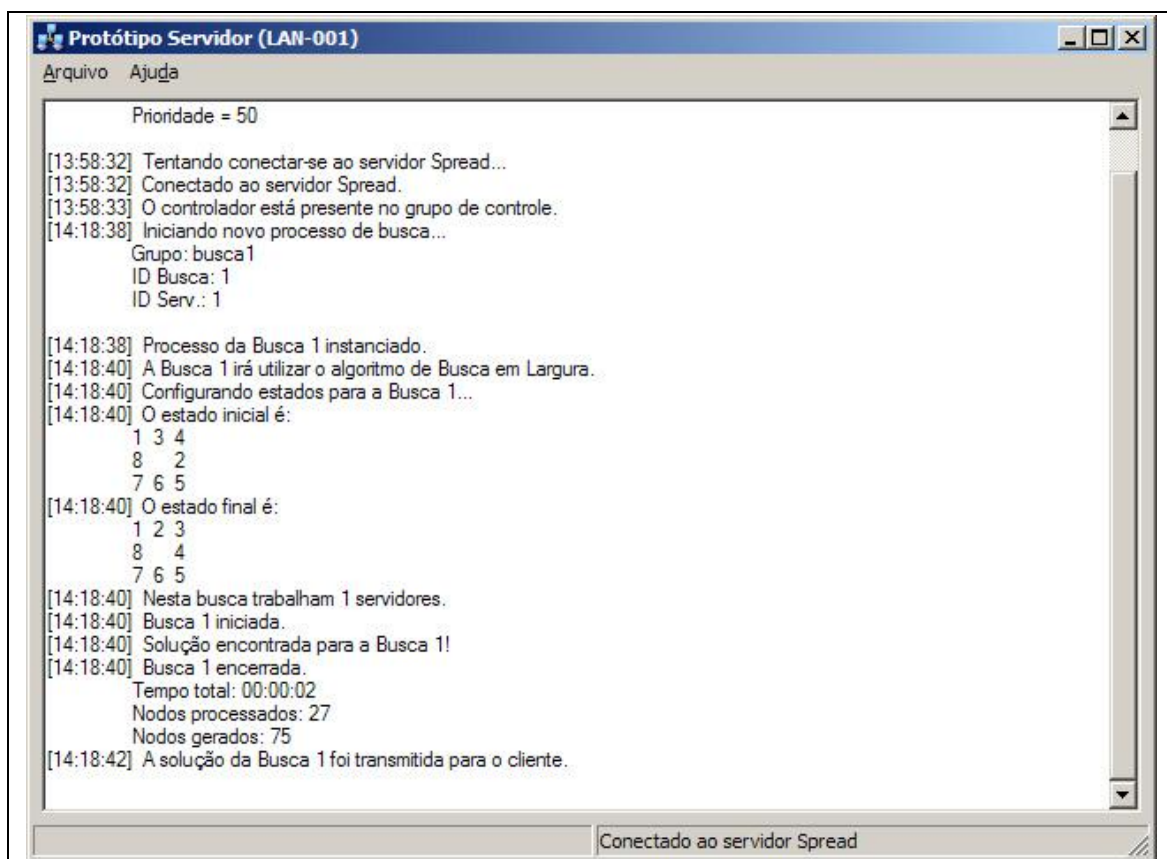 Protótipo Servidor (LAN-001)
Arquivo Ajuda
Prioridade = 50
[13:58:32] Tentando conectar-se ao servidor Spread...
[13:58:32] Conectado ao servidor Spread.
[13:58:33] O controlador está presente no grupo de controle.
[14:18:38] Iniciando novo processo de busca...
Grupo: busca1
ID Busca: 1
ID Serv.: 1
[14:18:38] Processo da Busca 1 instanciado.
[14:18:40] A Busca 1 irá utilizar o algoritmo de Busca em Largura.
[14:18:40] Configurando estados para a Busca 1...
[14:18:40] O estado inicial é:
1 3 4
8 2
7 6 5
[14:18:40] O estado final é:
1 2 3
8 4
7 6 5
[14:18:40] Nesta busca trabalham 1 servidores.
[14:18:40] Busca 1 iniciada.
[14:18:40] Solução encontrada para a Busca 1!
[14:18:40] Busca 1 encerrada.
Tempo total: 00:00:02
Nodos processados: 27
Nodos gerados: 75
[14:18:42] A solução da Busca 1 foi transmitida para o cliente.
Conectado ao servidor Spread